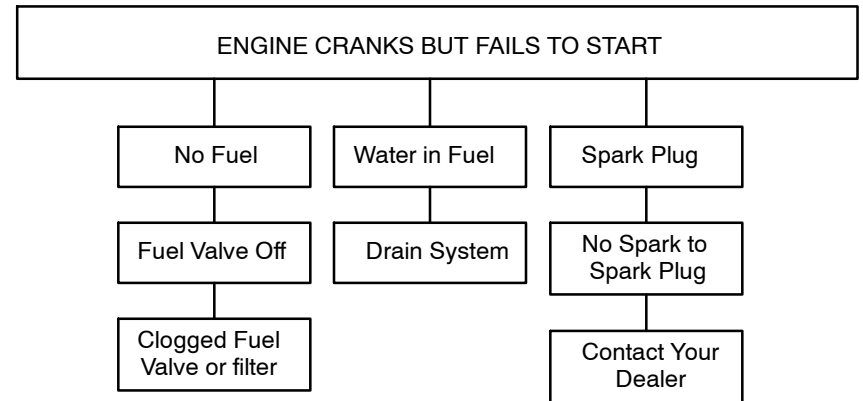 ENGINE CRANKS BUT FAILS TO START
No Fuel
Water in Fuel
Spark Plug
Fuel Valve Off
Drain System
No Spark to
Spark Plug
Clogged Fuel
Valve or filter
Contact Your
Dealer